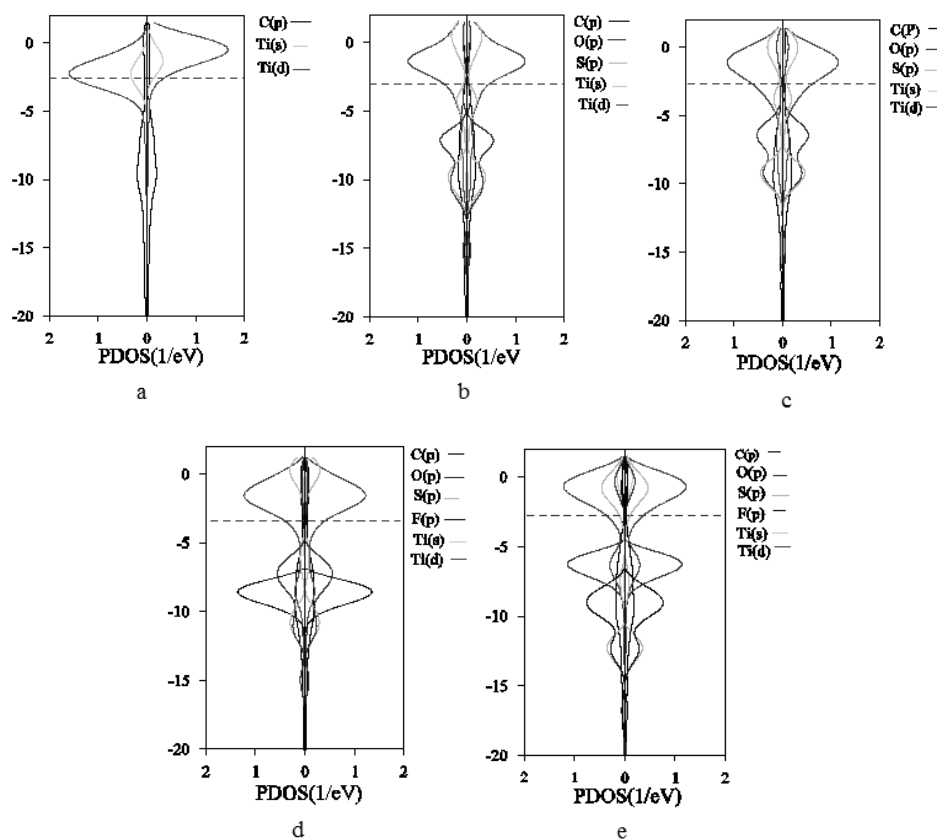 C(p)
Ti(s)
Ti(d)
0
-5
-10
-15
-20
2 1 0 1 2
PDOS(1/eV)
a
C(p)
O(p)
S(p)
Ti(s)
Ti(d)
0
-5
-10
-15
-20
2 1 0 1 2
PDOS(1/eV
b
C(P)
O(p)
S(p)
Ti(s)
Ti(d)
0
-5
-10
-15
-20
2 1 0 1 2
PDOS(1/eV)
c
C(p)
O(p)
S(p)
F(p)
Ti(s)
Ti(d)
0
-5
-10
-15
-20
2 1 0 1 2
PDOS(1/eV)
d
C(p)
O(p)
S(p)
F(p)
Ti(s)
Ti(d)
0
-5
-10
-15
-20
2 1 0 1 2
PDOS(1/eV)
e